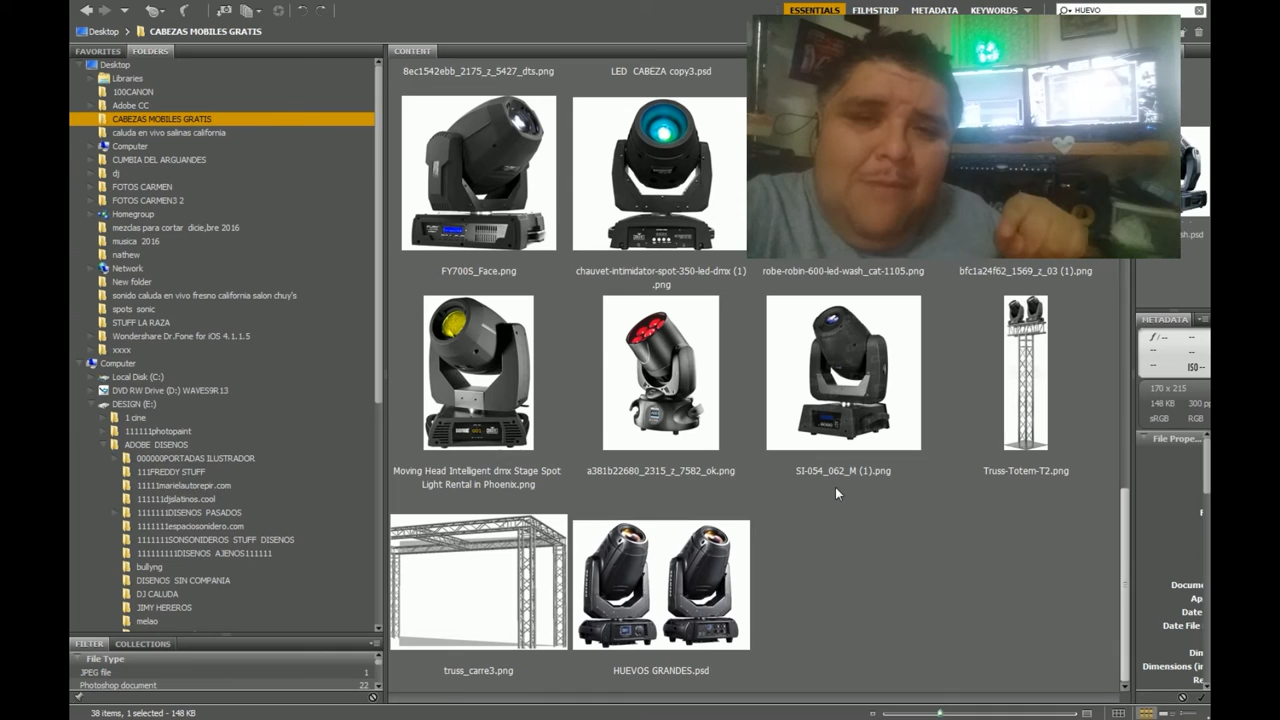 ESSENTIALS
FILMSTRIP
METADATA
KEYWORDS
HUEVO
Desktop
CABEZAS MOBILES GRATIS
FAVORITES
FOLDERS
Desktop
Libraries
100CANON
Adobe CC
CABEZAS MOBILES GRATIS
caluda en vivo salinas california
Computer
CUMBIA DEL ARGUANDES
dj
FOTOS CARMEN
FOTOS CARMEN3 2
Homegroup
mezclas para cortar dicie,bre 2016
musica 2016
nathew
Network
New folder
sonido caluda en vivo fresno california salon chuy's
spots sonic
STUFF LA RAZA
Wondershare Dr.Fone for iOS 4.1.1.5
xxxx
Computer
Local Disk (C:)
DVD RW Drive (D:) WAVES9R13
DESIGN (E:)
1 cine
111111photopaint
ADOBE DISENOS
000000PORTADAS ILUSTRADOR
111FREDDY STUFF
11111marielautorepir.com
1111111djslatinos.cool
1111111DISENOS PASADOS
1111111espaciosonidero.com
1111111SONSONIDEROS STUFF DISENOS
111111111DISENOS AJENOS111111
bullyng
DISENOS SIN COMPANIA
DJ CALUDA
JIMY HEREROS
melao
FILTER
COLLECTIONS
File Type
JPEG file 1
Photoshop document 22
38 items, 1 selected - 148 KB
CONTENT
8ec1542ebb_2175_z_5427_dts.png
LED CABEZA copy3.psd
FY700S_Face.png
chauvet-intimidator-spot-350-led-dmx (1)
.png
robe-robin-600-led-wash_cat-1105.png
bfc1a24f62_1569_z_03 (1).png
Moving Head Intelligent dmx Stage Spot
Light Rental in Phoenix.png
a381b22680_2315_z_7582_ok.png
SI-054_062_M (1).png
Truss-Totem-T2.png
truss_carre3.png
HUEVOS GRANDES.psd
sh.psd
METADATA
ƒ/ -- --
-- --
-- ISO --
170 x 215
148 KB 300 pp
sRGB RGB
File Prope
F
Docume
Ap
Date
Date File
Dim
Dimensions (in
Re